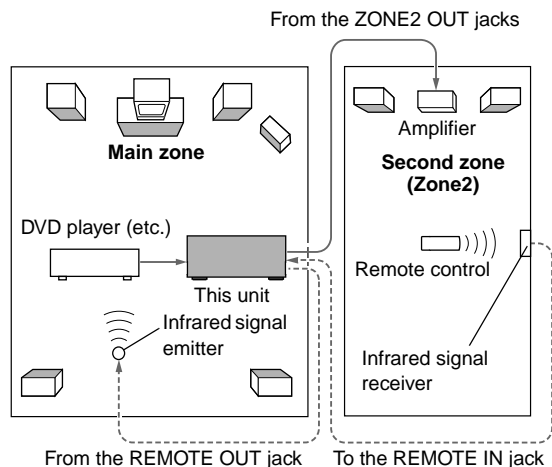 From the ZONE2 OUT jacks
Amplifier
Main zone
Second zone
(Zone2)
DVD player (etc.)
Remote control
This unit
Infrared signal
emitter
Infrared signal
receiver
From the REMOTE OUT jack
To the REMOTE IN jack